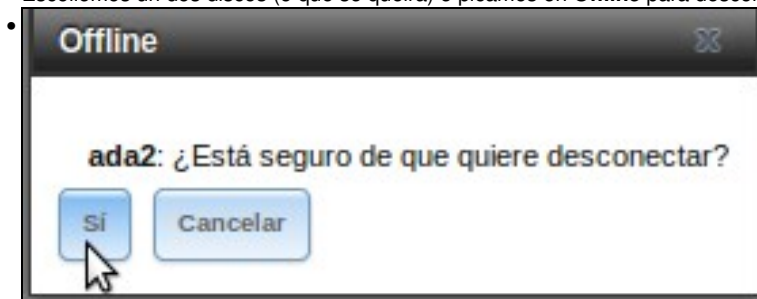 Offline
ada2: ¿Está seguro de que quiere desconectar?
Sí
Cancelar